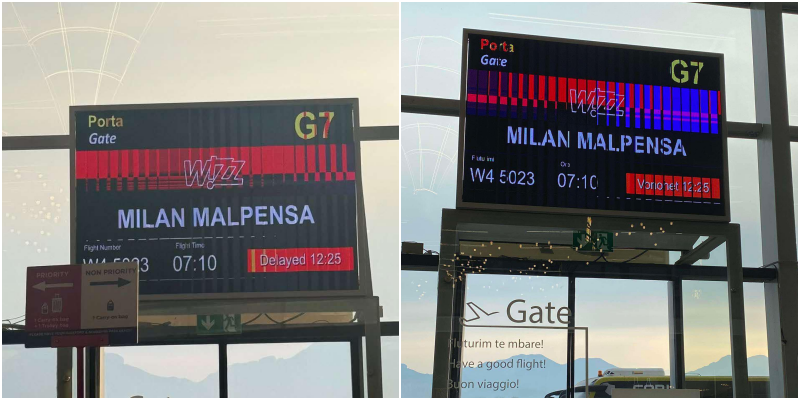 Porta
Gate
G7
Wizz
MILAN MALPENSA
Flight Number
Flight Time
W4 5023
07:10
Delayed 12:25
PRIORITY
NON PRIORITY
Porta
Gate
G7
Wizz
MILAN MALPENSA
Fluturimi
Ora
W4 5023
07:10
Vonohet 12:25
Gate
Fluturim te mbare!
Have a good flight!
Buon viaggio!